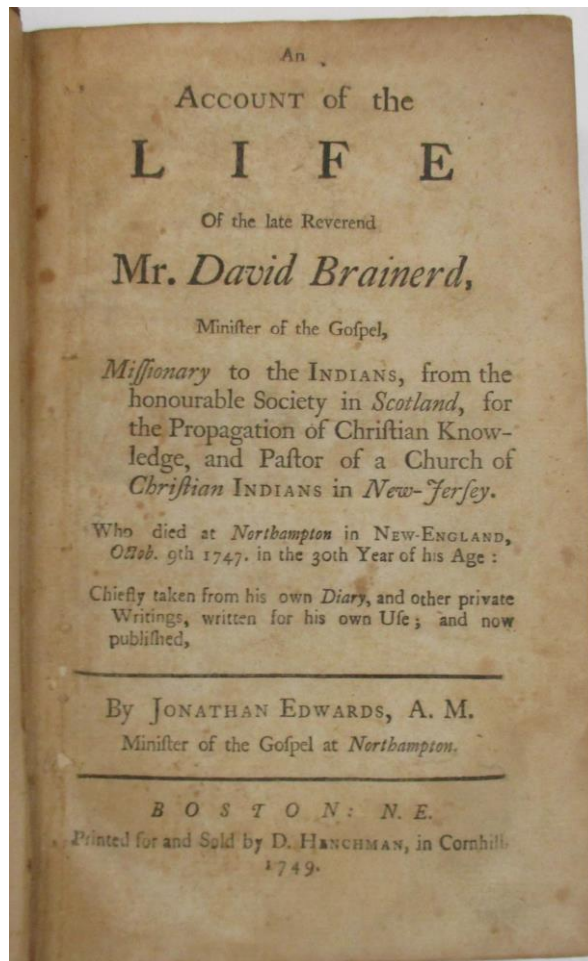 An
ACCOUNT of the
LIFE
Of the late Reverend
Mr. David Brainerd,
Miniſter of the Goſpel,
Miſſionary to the INDIANS, from the
honourable Society in Scotland, for
the Propagation of Chriſtian Know-
ledge, and Paſtor of a Church of
Chriſtian INDIANS in New-Jerſey.
Who died at Northampton in NEW-ENGLAND,
Octob. 9th 1747. in the 30th Year of his Age :
Chiefly taken from his own Diary, and other private
Writings, written for his own Uſe ; and now
publiſhed,
By JONATHAN EDWARDS, A. M.
Miniſter of the Goſpel at Northampton.
BOSTON: N. E.
Printed for and Sold by D. HENCHMAN, in Cornhill.
1749.